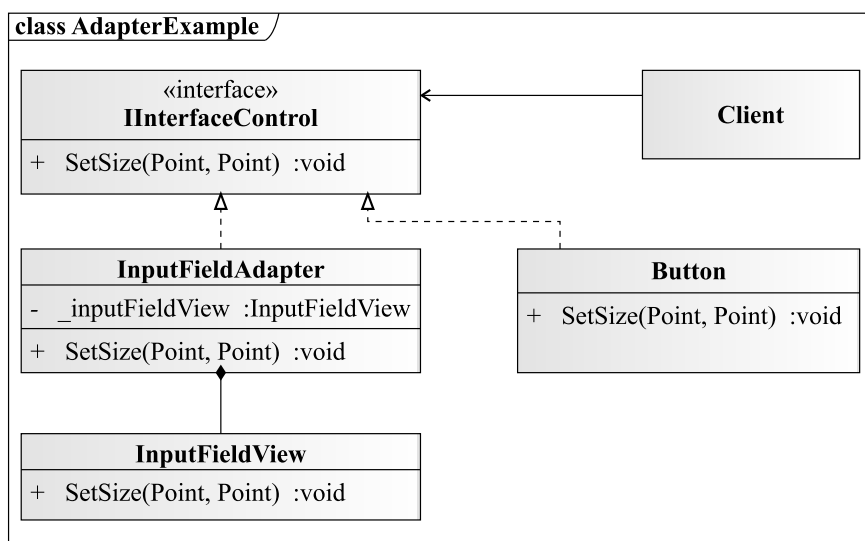 class AdapterExample
«interface»
IInterfaceControl
+ SetSize(Point, Point) :void
Client
InputFieldAdapter
- _inputFieldView :InputFieldView
+ SetSize(Point, Point) :void
Button
+ SetSize(Point, Point) :void
InputFieldView
+ SetSize(Point, Point) :void